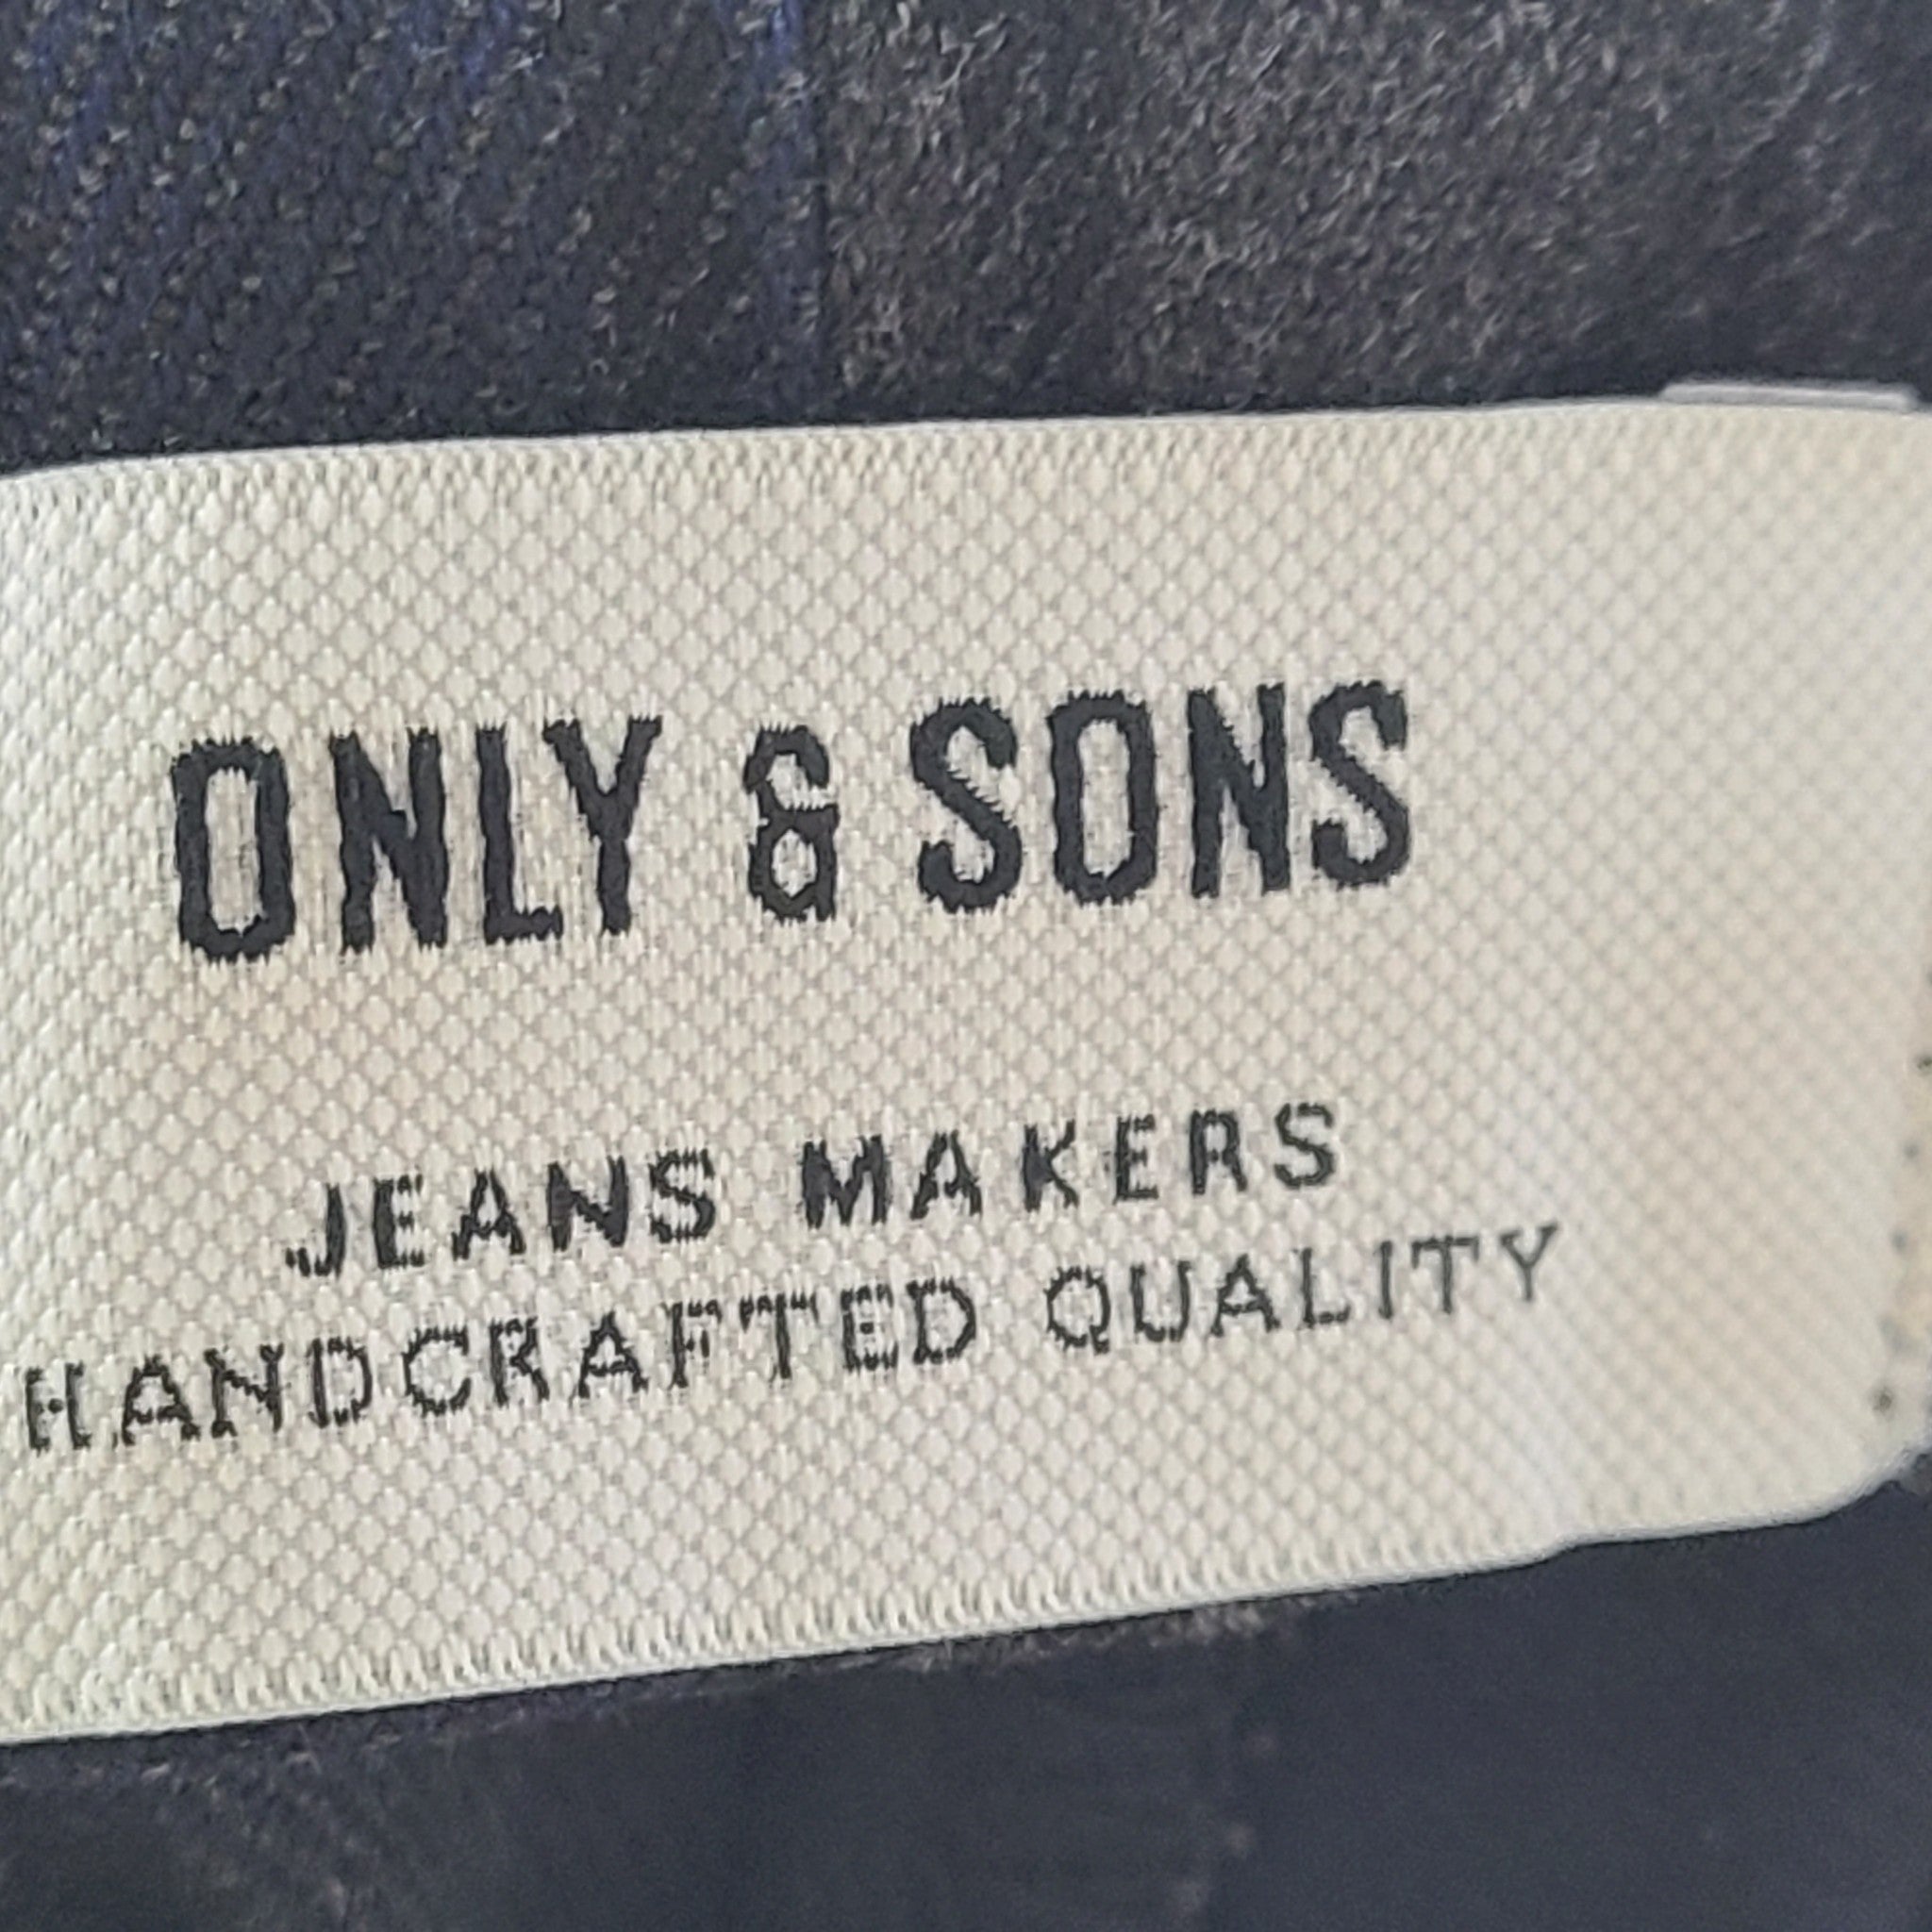 ONLY & SONS
JEANS MAKERS
HANDCRAFTED QUALITY